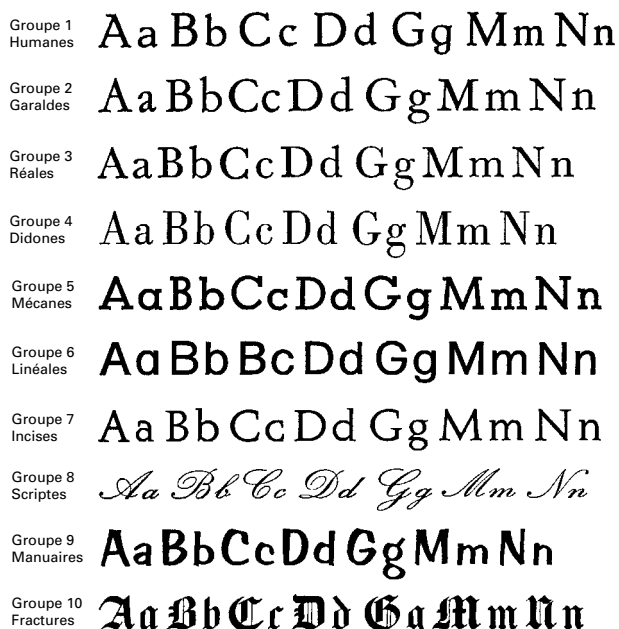 Groupe 1
Humanes
Aa Bb Cc Dd Gg Mm Nn
Groupe 2
Garaldes
Aa Bb Cc Dd Gg Mm Nn
Groupe 3
Réales
Aa Bb Cc Dd Gg Mm Nn
Groupe 4
Didones
Aa Bb Cc Dd Gg Mm Nn
Groupe 5
Mécanes
Aa Bb Cc Dd Gg Mm Nn
Groupe 6
Linéales
Aa Bb Bc Dd Gg Mm Nn
Groupe 7
Incises
Aa Bb Cc Dd Gg Mm Nn
Groupe 8
Scriptes
Aa Bb Cc Dd Gg Mm Nn
Groupe 9
Manuaires
Aa Bb Cc Dd Gg Mm Nn
Groupe 10
Fractures
Aa Bb Cc Dd Gg Mm Nn